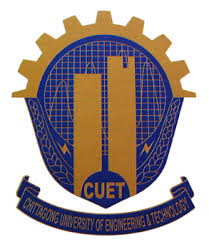 CUET
CHITTAGONG UNIVERSITY OF ENGINEERING & TECHNOLOGY